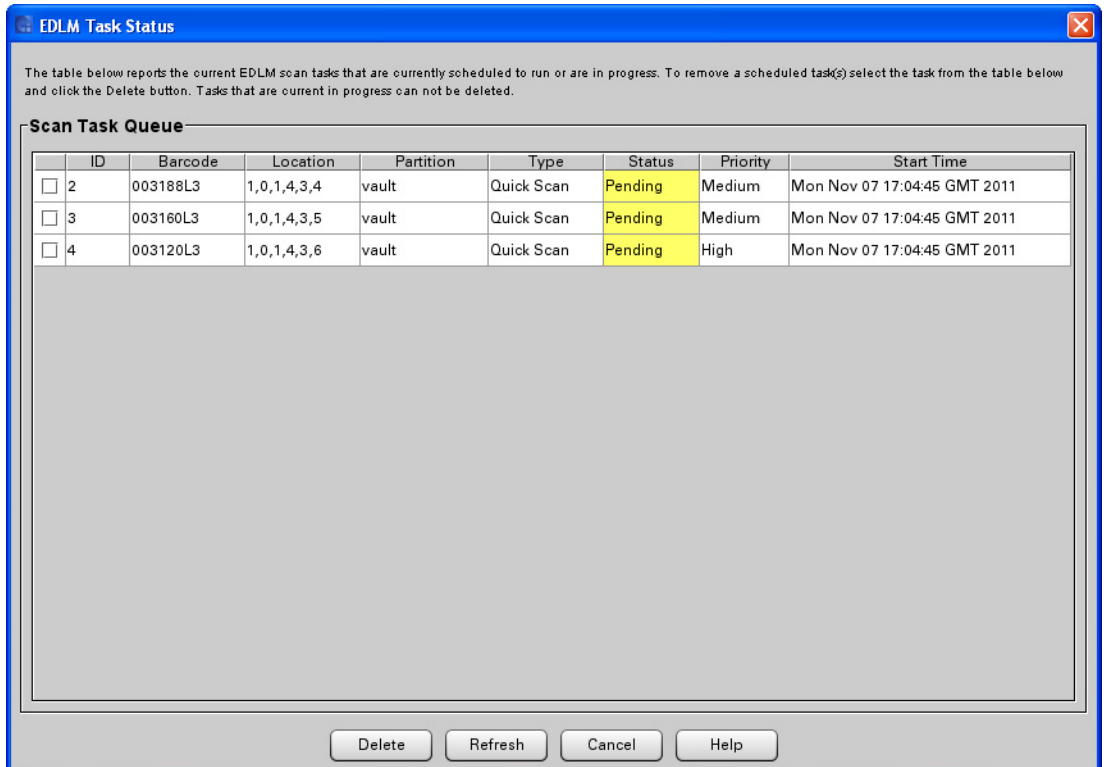 EDLM Task Status
The table below reports the current EDLM scan tasks that are currently scheduled to run or are in progress. To remove a scheduled task(s) select the task from the table below
and click the Delete button. Tasks that are current in progress can not be deleted.
Scan Task Queue
ID Barcode Location Partition Type Status Priority Start Time
2 003188L3 1,0,1,4,3,4 vault Quick Scan Pending Medium Mon Nov 07 17:04:45 GMT 2011
3 003160L3 1,0,1,4,3,5 vault Quick Scan Pending Medium Mon Nov 07 17:04:45 GMT 2011
4 003120L3 1,0,1,4,3,6 vault Quick Scan Pending High Mon Nov 07 17:04:45 GMT 2011
Delete Refresh Cancel Help